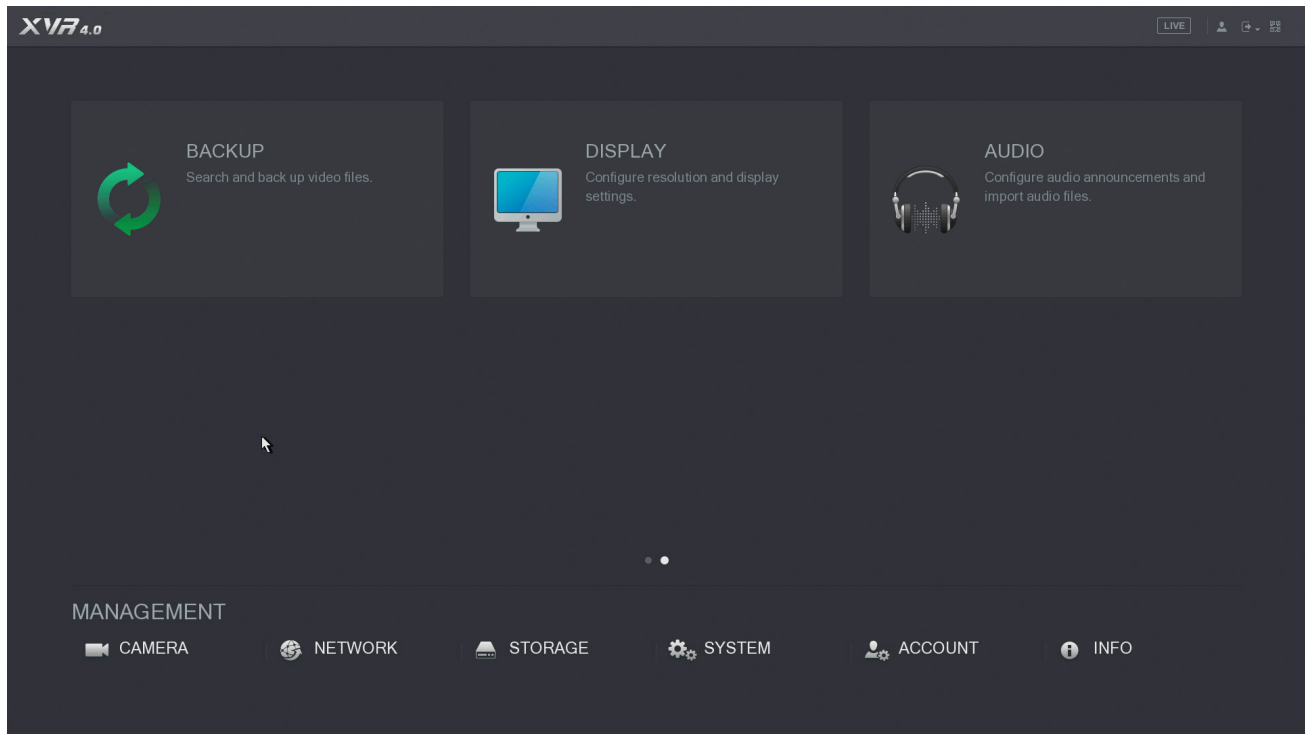 XVR 4.0
LIVE
BACKUP
Search and back up video files.
DISPLAY
Configure resolution and display
settings.
AUDIO
Configure audio announcements and
import audio files.
MANAGEMENT
CAMERA
NETWORK
STORAGE
SYSTEM
ACCOUNT
INFO